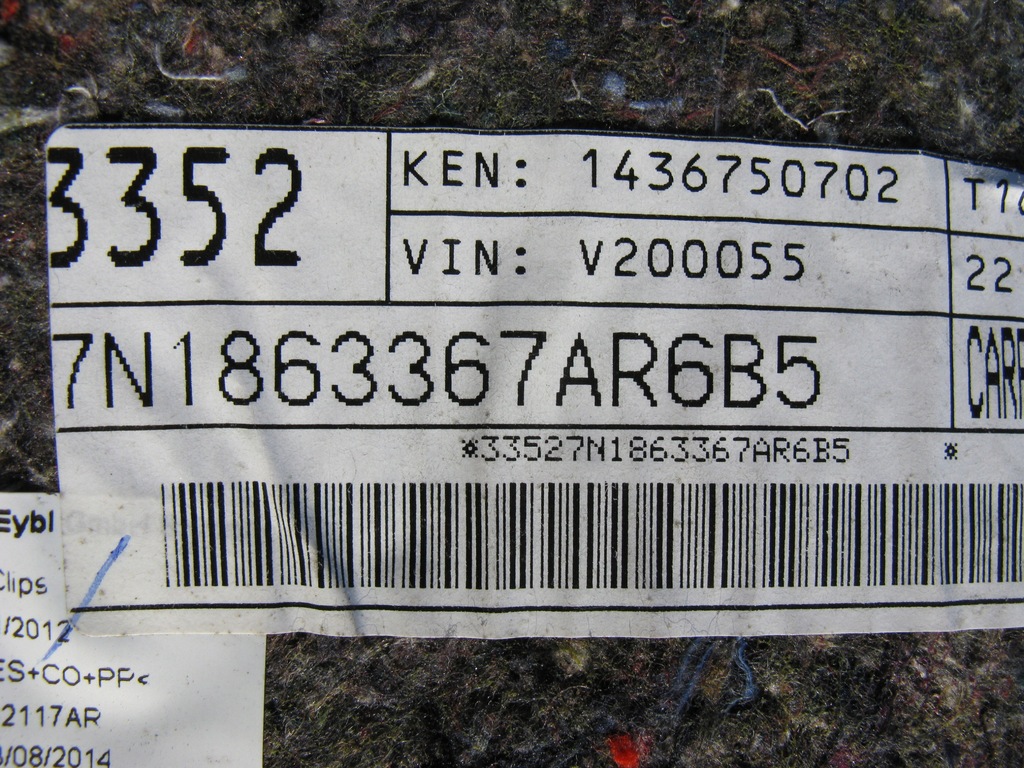 3352
KEN: 1436750702
VIN: V200055
22
7N1863367AR6B5
*33527N1863367AR6B5 *
Eybl
Clips
/2012
ES+CO+PP<
2117AR
/08/2014